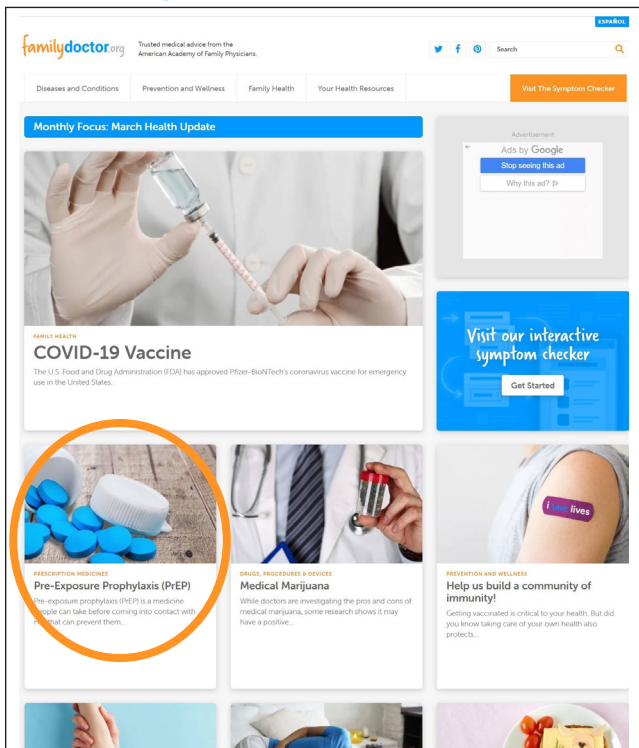 ESPAÑOL
familydoctor.org
Trusted medical advice from the
American Academy of Family Physicians.
Search
Diseases and Conditions
Prevention and Wellness
Family Health
Your Health Resources
Visit The Symptom Checker
Monthly Focus: March Health Update
Advertisement
Ads by Google
Stop seeing this ad
Why this ad?
FAMILY HEALTH
COVID-19 Vaccine
The U.S. Food and Drug Administration (FDA) has approved Pfizer-BioNTech's coronavirus vaccine for emergency
use in the United States.
Visit our interactive
symptom checker
Get Started
PRESCRIPTION MEDICINES
Pre-Exposure Prophylaxis (PrEP)
Pre-exposure prophylaxis (PrEP) is a medicine
people can take before coming into contact with
that can prevent them...
DRUGS, PROCEDURES & DEVICES
Medical Marijuana
While doctors are investigating the pros and cons of
medical marijuana, some research shows it may
have a positive...
i lives
PREVENTION AND WELLNESS
Help us build a community of
immunity!
Getting vaccinated is critical to your health. But did
you know taking care of your own health also
protects...